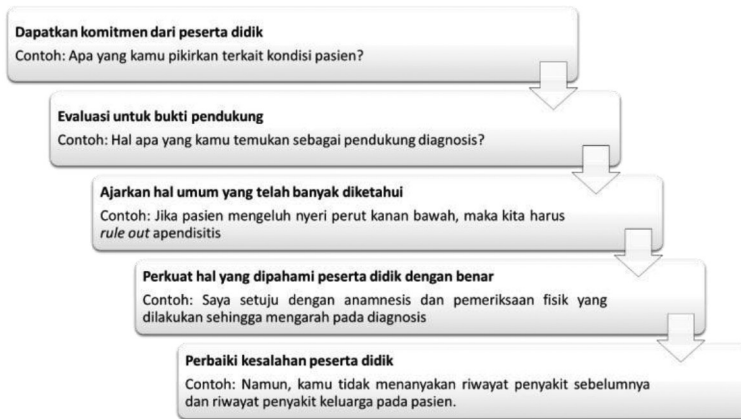 Dapatkan komitmen dari peserta didik
Contoh: Apa yang kamu pikirkan terkait kondisi pasien?
Evaluasi untuk bukti pendukung
Contoh: Hal apa yang kamu temukan sebagai pendukung diagnosis?
Ajarkan hal umum yang telah banyak diketahui
Contoh: Jika pasien mengeluh nyeri perut kanan bawah, maka kita harus
rule out apendisitis
Perkuat hal yang dipahami peserta didik dengan benar
Contoh: Saya setuju dengan anamnesis dan pemeriksaan fisik yang
dilakukan sehingga mengarah pada diagnosis
Perbaiki kesalahan peserta didik
Contoh: Namun, kamu tidak menanyakan riwayat penyakit sebelumnya
dan riwayat penyakit keluarga pada pasien.